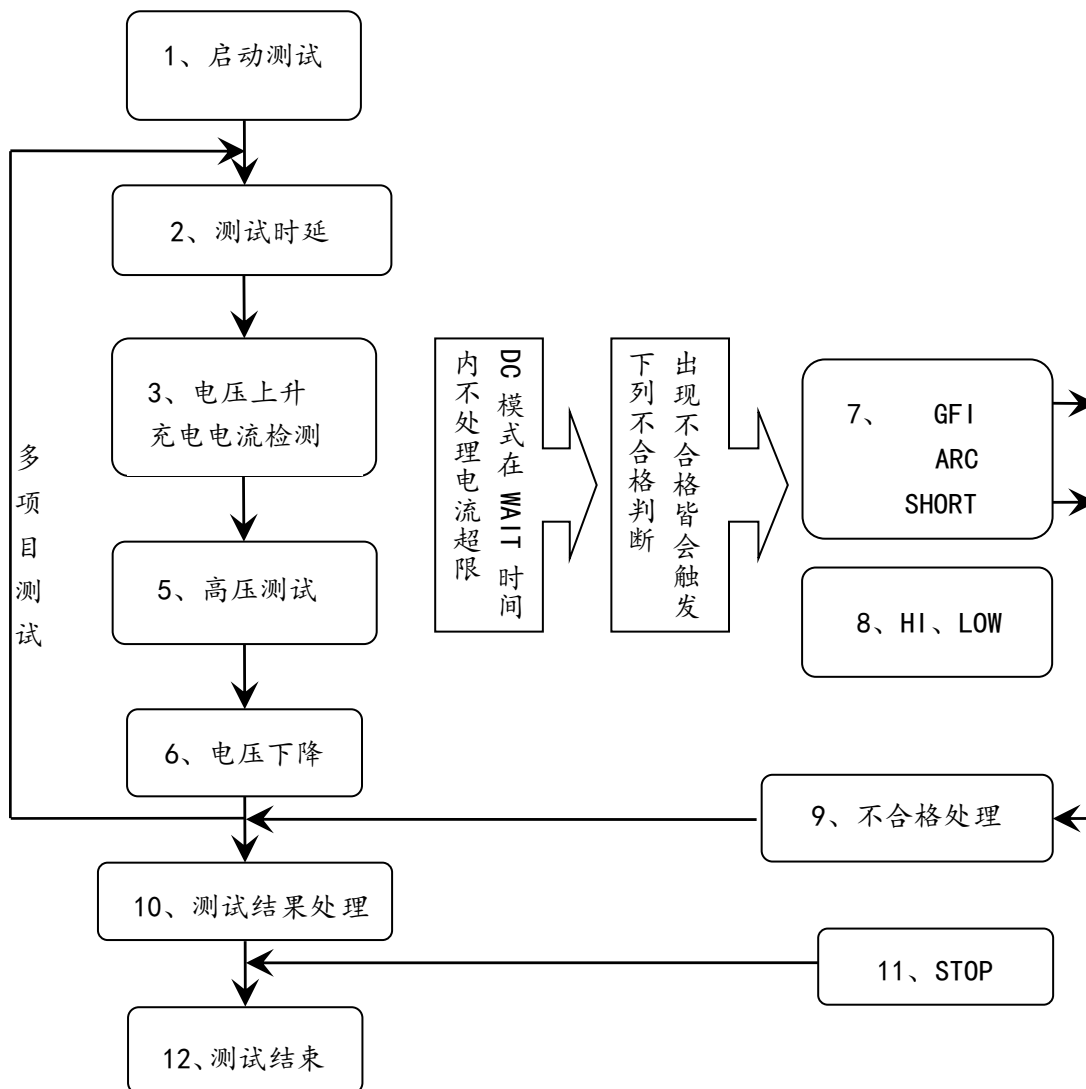 1、启动测试
2、测试时延
3、电压上升
充电电流检测
5、高压测试
6、电压下降
多项目测试
DC 模式在 WAIT 时间
内不处理电流超限
出现不合格皆会触发
下列不合格判断
7、 GFI
ARC
SHORT
8、HI、LOW
9、不合格处理
10、测试结果处理
11、STOP
12、测试结束